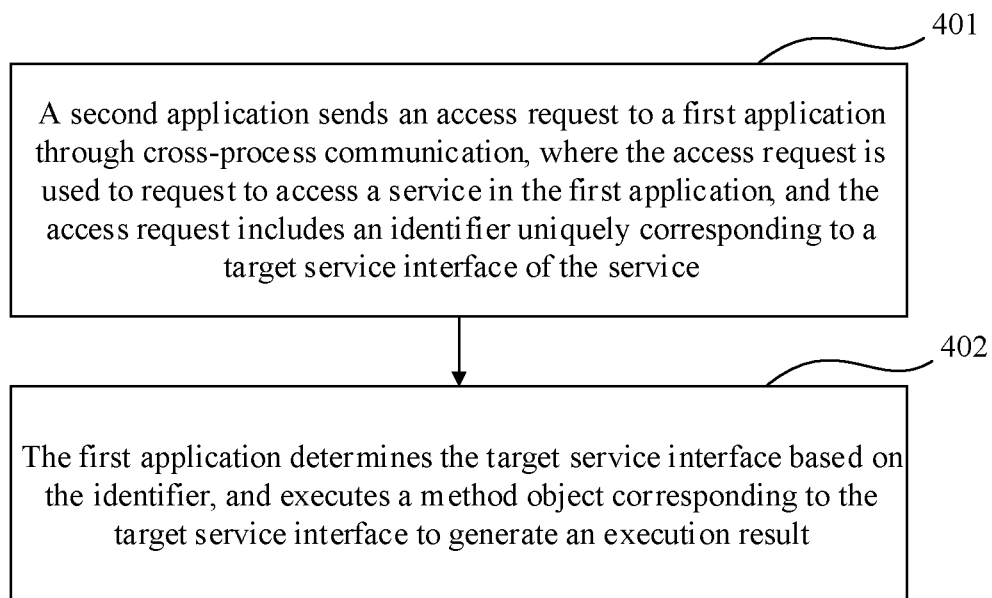 401
A second application sends an access request to a first application
through cross-process communication, where the access request is
used to request to access a service in the first application, and the
access request includes an identifier uniquely corresponding to a
target service interface of the service
402
The first application determines the target service interface based on
the identifier, and executes a method object corresponding to the
target service interface to generate an execution result